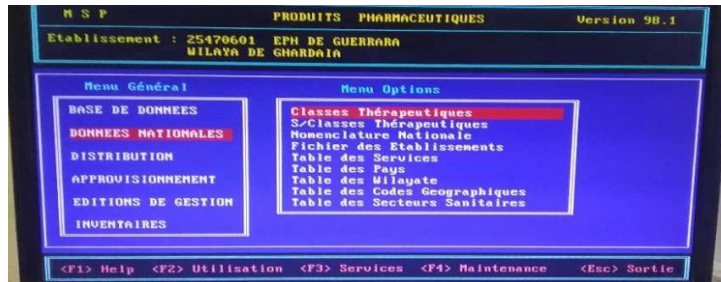 M S P PRODUITS PHARMACEUTIQUES Version 98.1
Etablissement : 25470601 EPH DE GUERRARA
WILAYA DE GHARDAIA
Menu Général
BASE DE DONNEES
DONNEES NATIONALES
DISTRIBUTION
APPROVISIONNEMENT
EDITIONS DE GESTION
INVENTAIRES
Menu Options
Classes Thérapeutiques
S/Classes Thérapeutiques
Nomenclature Nationale
Fichier des Etablissements
Table des Services
Table des Pays
Table des Wilayate
Table des Codes Geographiques
Table des Secteurs Sanitaires
<F1> Help <F2> Utilisation <F3> Services <F4> Maintenance <Esc> Sortie